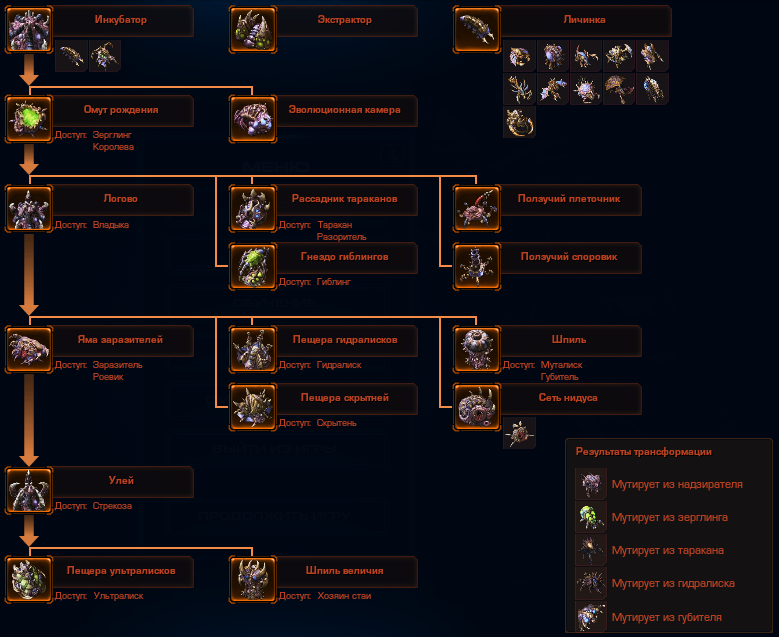 Инкубатор
Экстрактор
Личинка
Омут рождения
Доступ: Зерглинг
Королева
Эволюционная камера
Логово
Доступ: Владыка
Рассадник тараканов
Доступ: Таракан
Разоритель
Ползучий плеточник
Гнездо гиблингов
Доступ: Гиблинг
Ползучий споровик
Яма заразителей
Доступ: Заразитель
Роевик
Пещера гидралисков
Доступ: Гидралиск
Шпиль
Доступ: Муталиск
Губитель
Пещера скрытней
Доступ: Скрытень
Сеть нидуса
Улей
Доступ: Стрекоза
Пещера ультралисков
Доступ: Ультралиск
Шпиль величия
Доступ: Хозяин стаи
Результаты трансформации
Мутирует из надзирателя
Мутирует из зерглинга
Мутирует из таракана
Мутирует из гидралиска
Мутирует из губителя